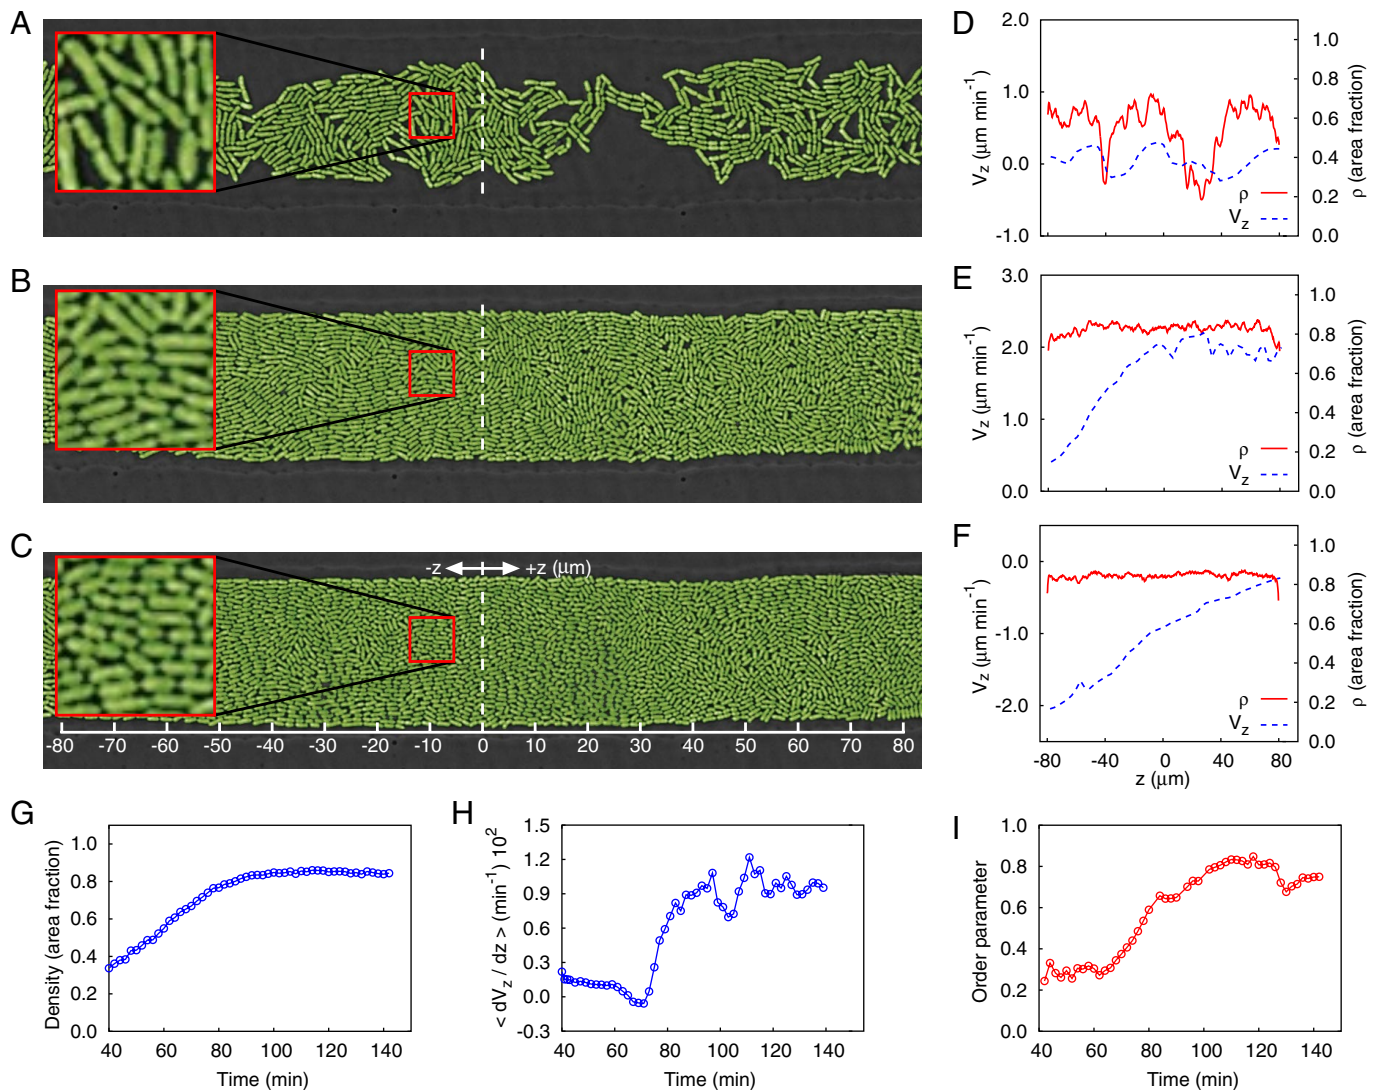 A
B
C
-z +z (μm)
-80 -70 -60 -50 -40 -30 -20 -10 0 10 20 30 40 50 60 70 80
D
2.0 1.0 0.0 -1.0
V_z (μm min⁻¹)
1.0 0.8 0.6 0.4 0.2 0.0
ρ (area fraction)
ρ
V_z
E
3.0 2.0 1.0 0.0
V_z (μm min⁻¹)
1.0 0.8 0.6 0.4 0.2 0.0
ρ (area fraction)
ρ
V_z
F
0.0 -1.0 -2.0
V_z (μm min⁻¹)
1.0 0.8 0.6 0.4 0.2 0.0
ρ (area fraction)
ρ
V_z
-80 -40 0 40 80
z (μm)
G
1.0 0.8 0.6 0.4 0.2 0.0
Density (area fraction)
40 60 80 100 120 140
Time (min)
H
1.5 1.2 0.9 0.6 0.3 0.0 -0.3
< dV_z / dz > (min⁻¹) 10²
40 60 80 100 120 140
Time (min)
I
1.0 0.8 0.6 0.4 0.2 0.0
Order parameter
40 60 80 100 120 140
Time (min)